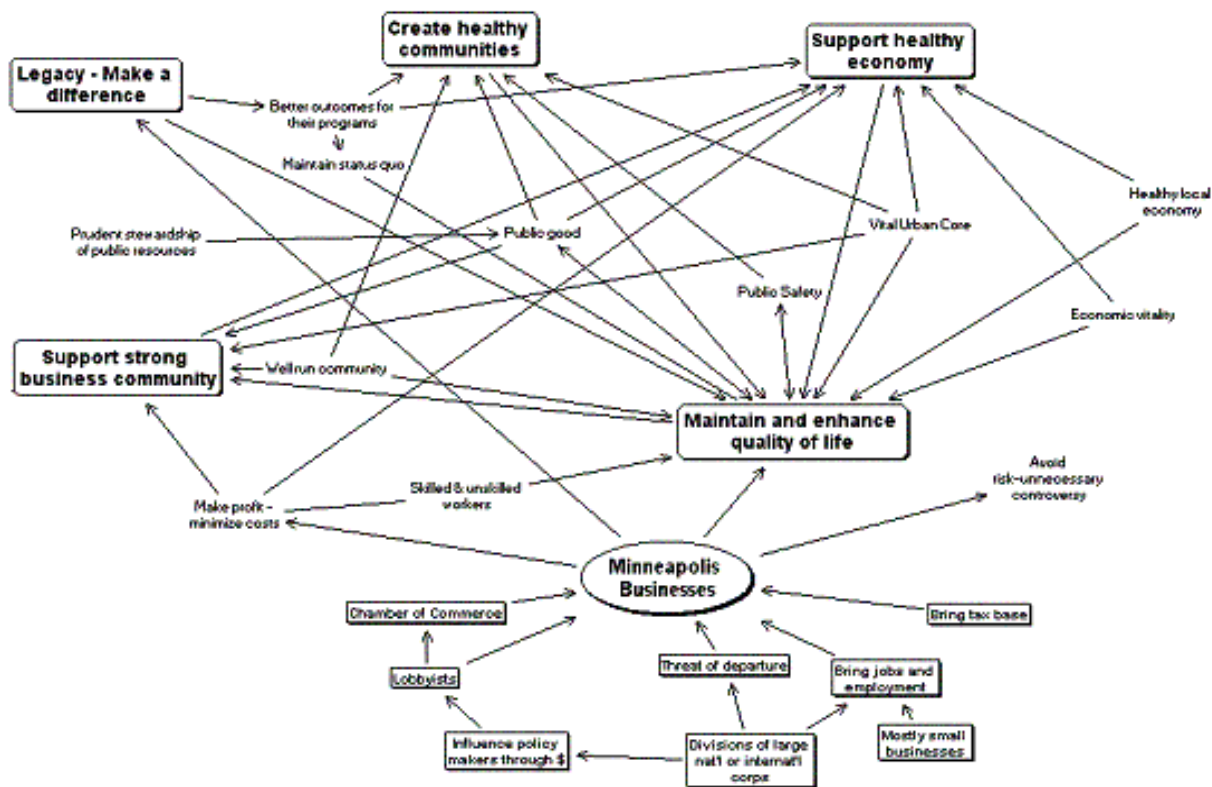 Create healthy
communities
Support healthy
economy
Legacy - Make a
difference
Better outcomes for
their programs
Maintain status quo
Healthy local
economy
Prudent stewardship
of public resources
Public good
Vital Urban Core
Public Safety
Economic vitality
Support strong
business community
Well run community
Maintain and enhance
quality of life
Avoid
risk-unnecessary
controversy
Skilled & unskilled
workers
Make profit -
minimize costs
Minneapolis
Businesses
Chamber of Commerce
Bring tax base
Lobbyists
Threat of departure
Bring jobs and
employment
Influence policy
makers through $
Divisions of large
nat'l or internat'l
corps
Mostly small
businesses